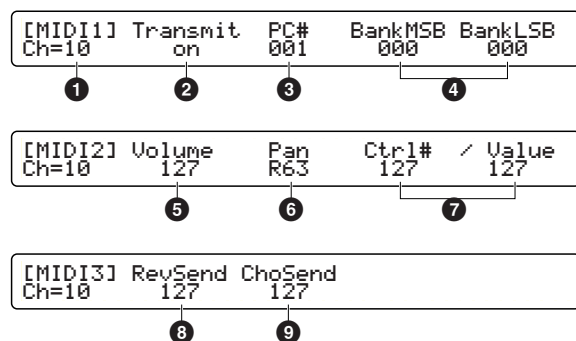 [MIDI1] Transmit PC# BankMSB BankLSB
Ch=10 on 001 000 000
1 2 3 4
[MIDI2] Volume Pan Ctrl# / Value
Ch=10 127 R63 127 127
5 6 7
[MIDI3] RevSend ChoSend
Ch=10 127 127
8 9